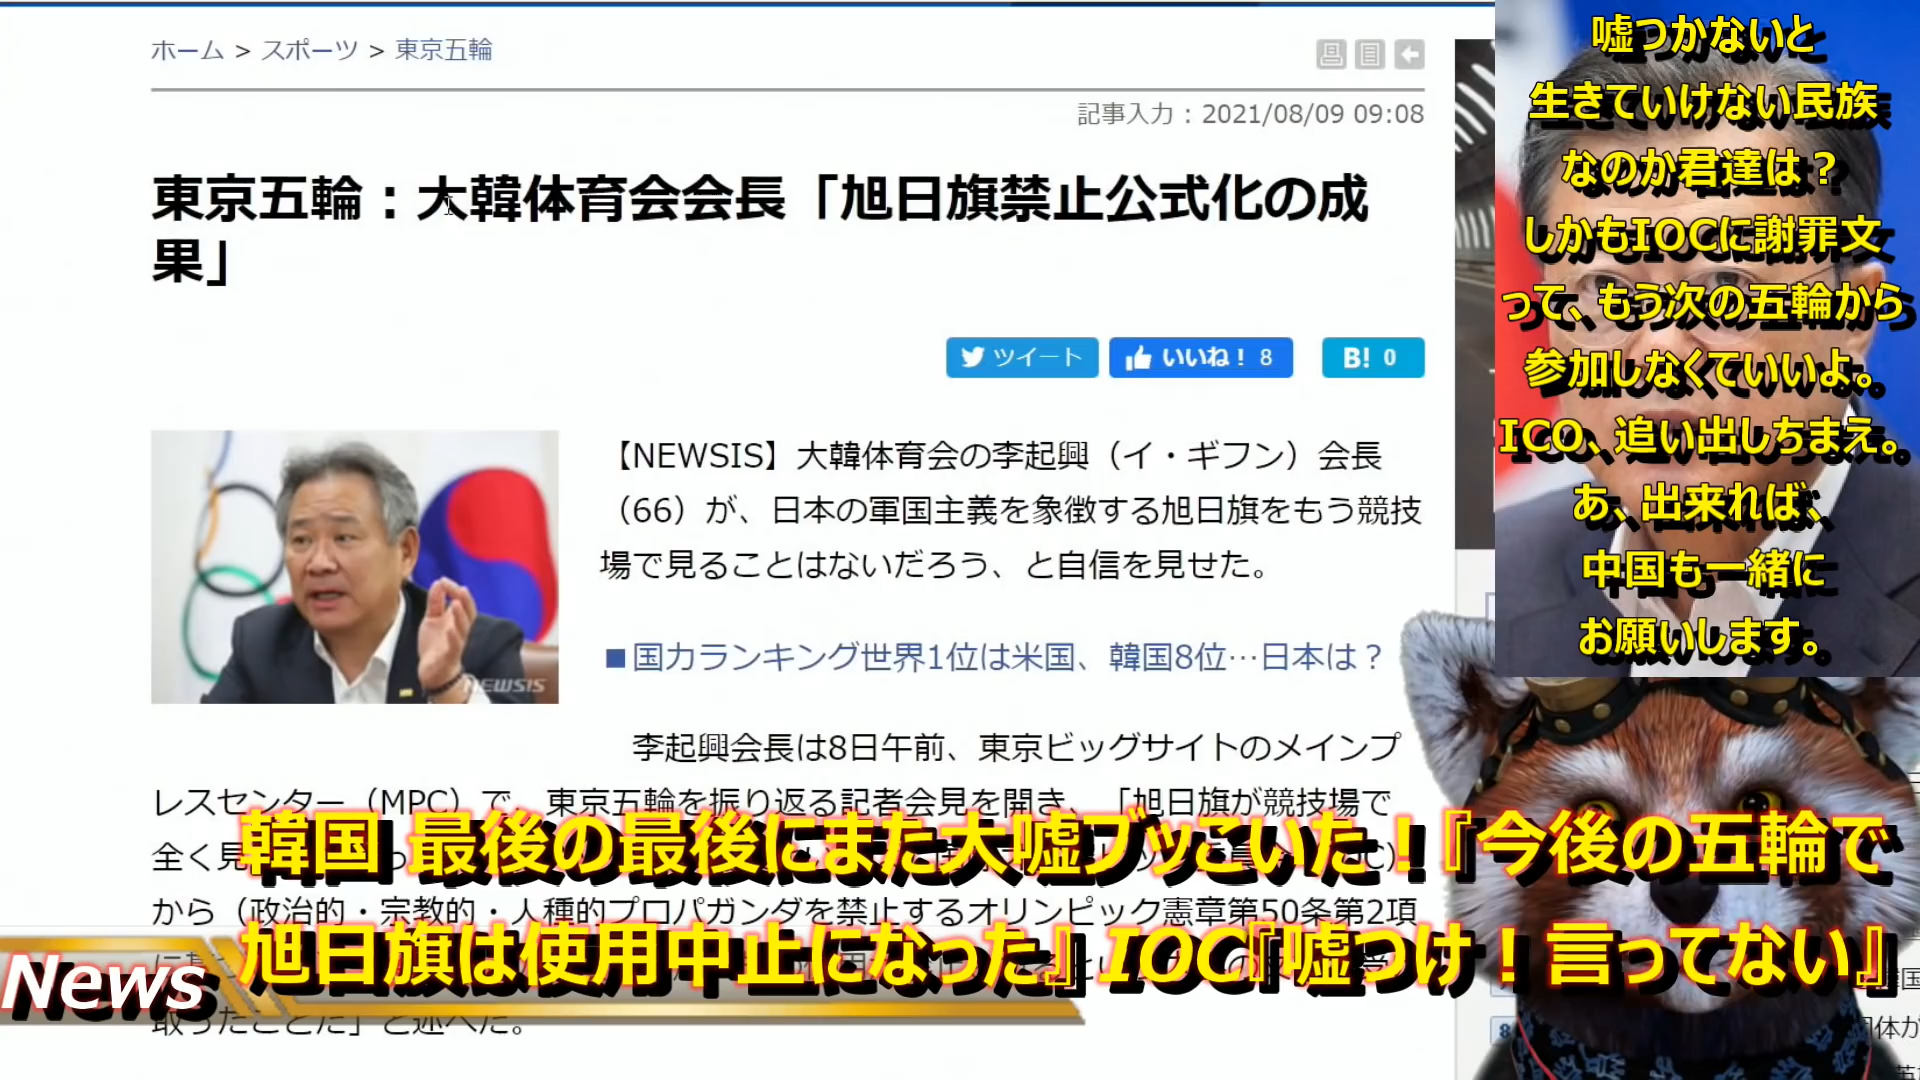 ホーム > スポーツ > 東京五輪
記事入力 : 2021/08/09 09:08
東京五輪：大韓体育会会長「旭日旗禁止公式化の成
果」
ツイート
いいね！ 8
B! 0
【NEWSIS】大韓体育会の李起興（イ・ギフン）会長
（66）が、日本の軍国主義を象徴する旭日旗をもう競技
場で見ることはないだろう、と自信を見せた。
■国力ランキング世界1位は米国、韓国8位…日本は？
NEWSIS
李起興会長は8日午前、東京ビッグサイトのメインプ
レスセンター（MPC）で、東京五輪を振り返る記者会見を開き、「旭日旗が競技場で
全く見
から（政治的・宗教的・人種的プロパガンダを禁止するオリンピック憲章第50条第2項
取ったことだ」と述べた。
嘘つかないと
生きていけない民族
なのか君達は？
しかもIOCに謝罪文
って、もう次の五輪から
参加しなくていいよ。
ICO、追い出しちまえ。
あ、出来れば、
中国も一緒に
お願いします。
韓国 最後の最後にまた大嘘ブッこいた！『今後の五輪で
旭日旗は使用中止になった』IOC『嘘つけ！言ってない』
News